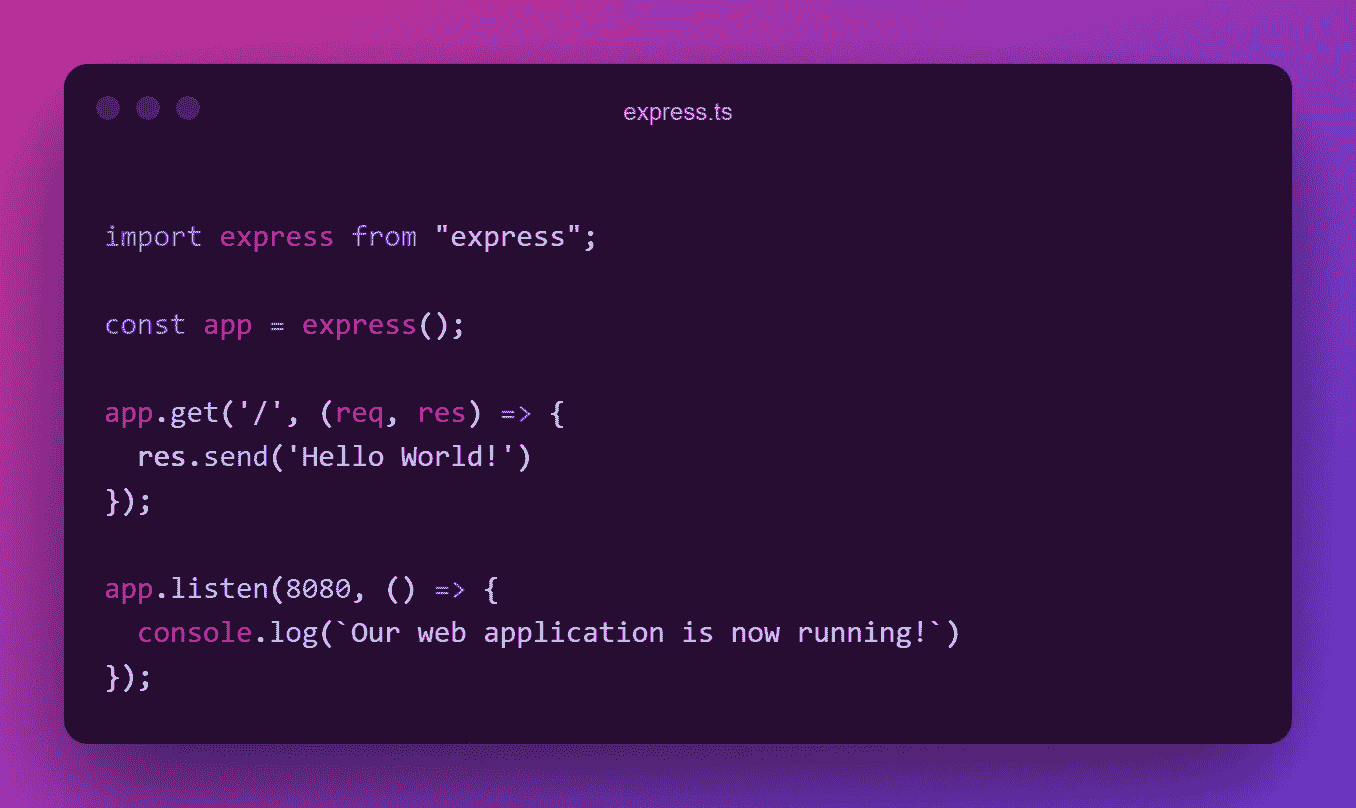 express.ts
import express from "express";
const app = express();
app.get('/', (req, res) => {
  res.send('Hello World!')
});
app.listen(8080, () => {
  console.log(`Our web application is now running!`)
});